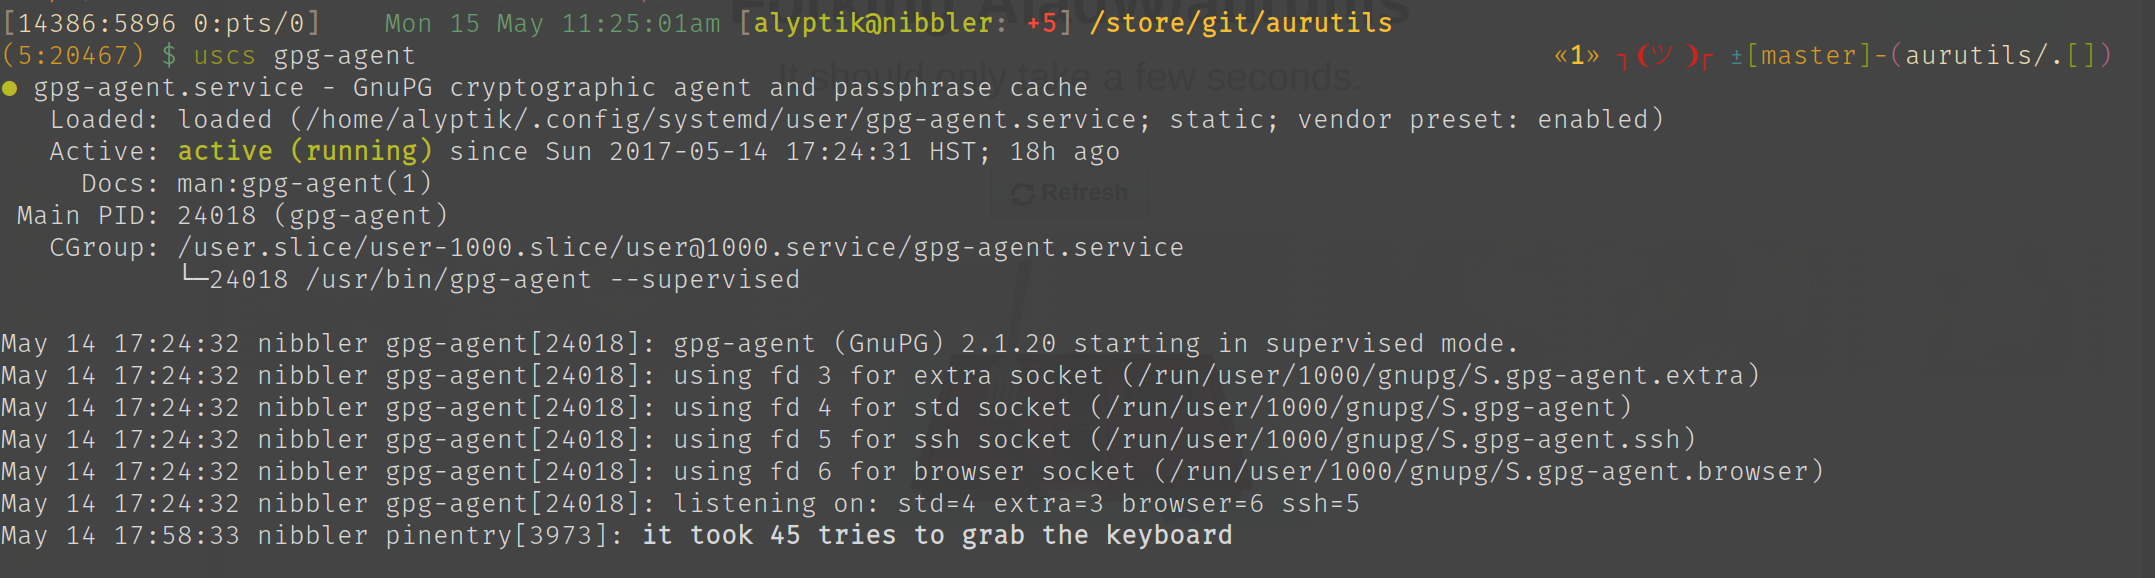 [14386:5896 0:pts/0]    Mon 15 May 11:25:01am [alyptik@nibbler: +5] /store/git/aurutils
(5:20467) $ uscs gpg-agent «1» ┐(ツ)┌ ±[master]-(aurutils/.[])
● gpg-agent.service - GnuPG cryptographic agent and passphrase cache
Loaded: loaded (/home/alyptik/.config/systemd/user/gpg-agent.service; static; vendor preset: enabled)
Active: active (running) since Sun 2017-05-14 17:24:31 HST; 18h ago
Docs: man:gpg-agent(1)
Main PID: 24018 (gpg-agent)
CGroup: /user.slice/user-1000.slice/user@1000.service/gpg-agent.service
└─24018 /usr/bin/gpg-agent --supervised
May 14 17:24:32 nibbler gpg-agent[24018]: gpg-agent (GnuPG) 2.1.20 starting in supervised mode.
May 14 17:24:32 nibbler gpg-agent[24018]: using fd 3 for extra socket (/run/user/1000/gnupg/S.gpg-agent.extra)
May 14 17:24:32 nibbler gpg-agent[24018]: using fd 4 for std socket (/run/user/1000/gnupg/S.gpg-agent)
May 14 17:24:32 nibbler gpg-agent[24018]: using fd 5 for ssh socket (/run/user/1000/gnupg/S.gpg-agent.ssh)
May 14 17:24:32 nibbler gpg-agent[24018]: using fd 6 for browser socket (/run/user/1000/gnupg/S.gpg-agent.browser)
May 14 17:24:32 nibbler gpg-agent[24018]: listening on: std=4 extra=3 browser=6 ssh=5
May 14 17:58:33 nibbler pinentry[3973]: it took 45 tries to grab the keyboard
It should only take a few seconds.
Refresh